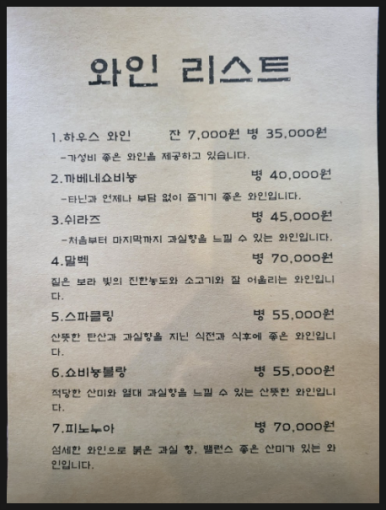 와인 리스트
1.하우스 와인 잔 7,000원 병 35,000원
-가성비 좋은 와인을 제공하고 있습니다.
2.까베네쇼비뇽 병 40,000원
-타닌과 언제나 부담 없이 즐기기 좋은 와인입니다.
3.쉬라즈 병 45,000원
-처음부터 마지막까지 과실향을 느낄 수 있는 와인입니다.
4.말벡 병 70,000원
짙은 보라 빛의 진한농도와 소고기와 잘 어울리는 와인입니
다.
5.스파클링 병 55,000원
산뜻한 탄산과 과실향을 지닌 식전과 식후에 좋은 와인입니
다.
6.쇼비뇽블랑 병 55,000원
적당한 산미와 열대 과실향을 느낄 수 있는 산뜻한 와인입니
다.
7.피노누아 병 70,000원
섬세한 와인으로 붉은 과실 향, 밸런스 좋은 산미가 있는 와
인입니다.